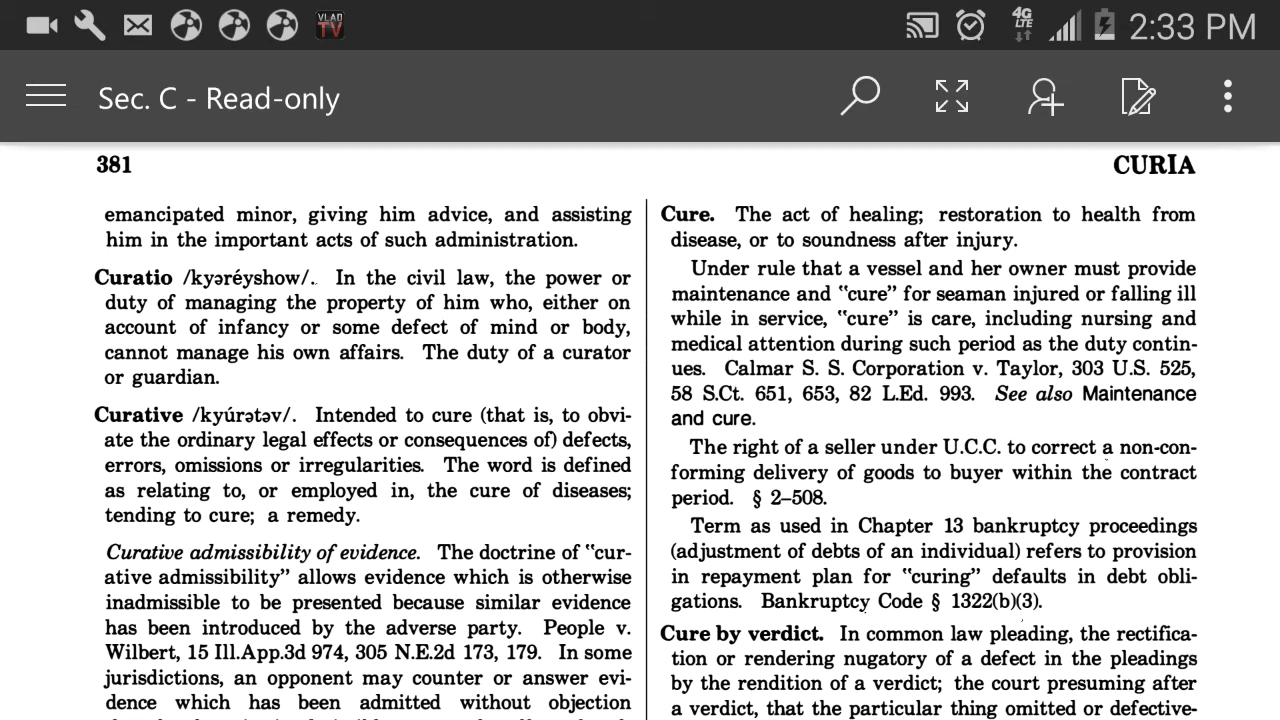 VLAD
TV
4G
LTE
2:33 PM
Sec. C - Read-only
381
CURIA
emancipated minor, giving him advice, and assisting
him in the important acts of such administration.
Curatio /kyəréyshow/. In the civil law, the power or
duty of managing the property of him who, either on
account of infancy or some defect of mind or body,
cannot manage his own affairs. The duty of a curator
or guardian.
Curative /kyúrətəv/. Intended to cure (that is, to obvi-
ate the ordinary legal effects or consequences of) defects,
errors, omissions or irregularities. The word is defined
as relating to, or employed in, the cure of diseases;
tending to cure; a remedy.
Curative admissibility of evidence. The doctrine of "cur-
ative admissibility" allows evidence which is otherwise
inadmissible to be presented because similar evidence
has been introduced by the adverse party. People v.
Wilbert, 15 Ill.App.3d 974, 305 N.E.2d 173, 179. In some
jurisdictions, an opponent may counter or answer evi-
dence which has been admitted without objection
Cure. The act of healing; restoration to health from
disease, or to soundness after injury.
Under rule that a vessel and her owner must provide
maintenance and "cure" for seaman injured or falling ill
while in service, "cure" is care, including nursing and
medical attention during such period as the duty contin-
ues. Calmar S. S. Corporation v. Taylor, 303 U.S. 525,
58 S.Ct. 651, 653, 82 L.Ed. 993. See also Maintenance
and cure.
The right of a seller under U.C.C. to correct a non-con-
forming delivery of goods to buyer within the contract
period. § 2–508.
Term as used in Chapter 13 bankruptcy proceedings
(adjustment of debts of an individual) refers to provision
in repayment plan for "curing" defaults in debt obli-
gations. Bankruptcy Code § 1322(b)(3).
Cure by verdict. In common law pleading, the rectifica-
tion or rendering nugatory of a defect in the pleadings
by the rendition of a verdict; the court presuming after
a verdict, that the particular thing omitted or defective-